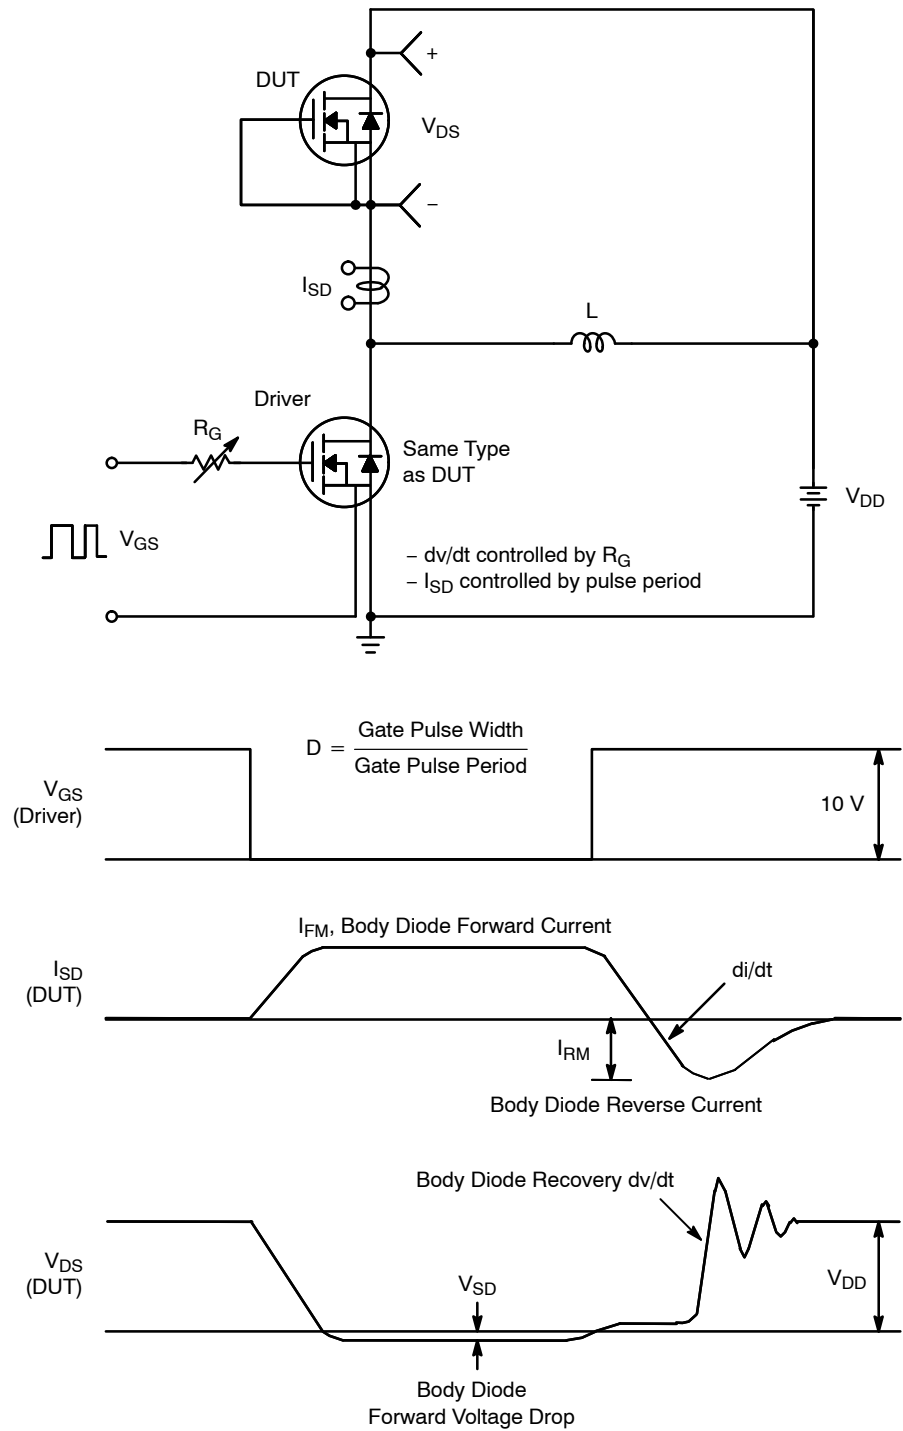 +
DUT
V_DS
−
I_SD
L
Driver
R_G
Same Type
as DUT
V_DD
V_GS
− dv/dt controlled by R_G
− I_SD controlled by pulse period
D = Gate Pulse Width
Gate Pulse Period
V_GS
(Driver)
10 V
I_FM, Body Diode Forward Current
I_SD
(DUT)
di/dt
I_RM
Body Diode Reverse Current
Body Diode Recovery dv/dt
V_DS
(DUT)
V_SD
V_DD
Body Diode
Forward Voltage Drop